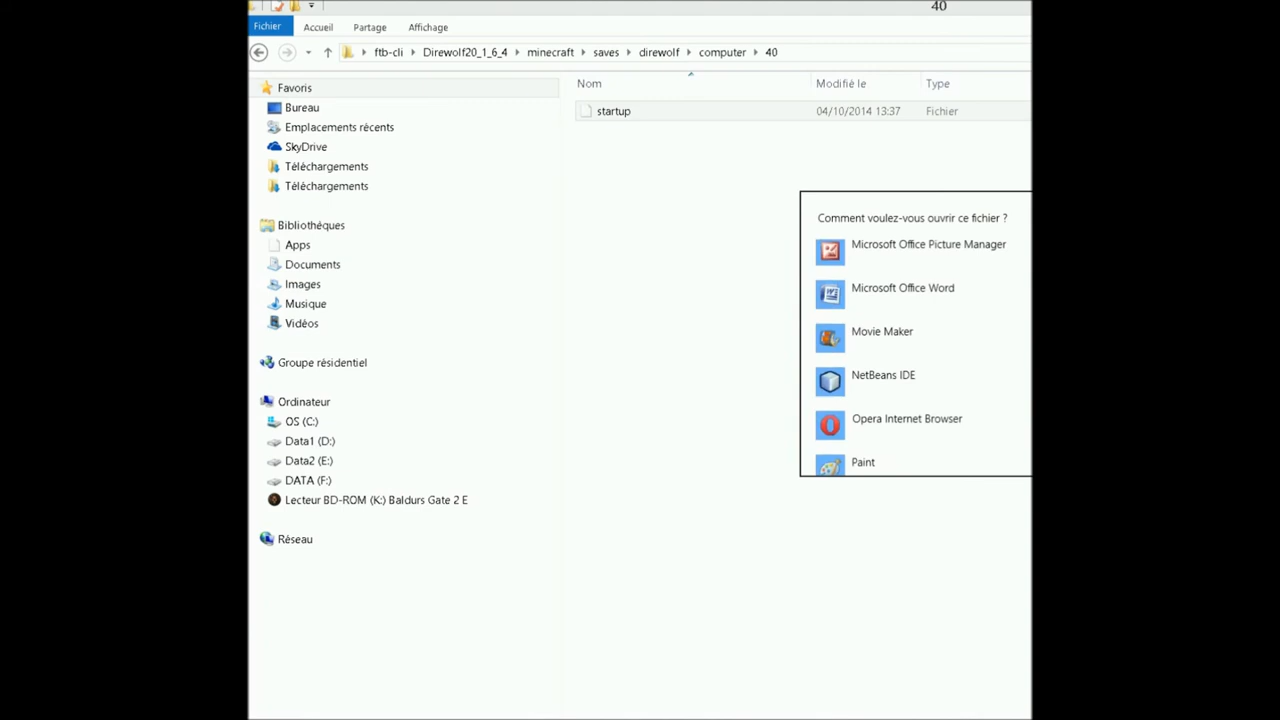 40
Fichier Accueil Partage Affichage
ftb-cli Direwolf20_1_6_4 minecraft saves direwolf computer 40
Nom Modifié le Type
startup 04/10/2014 13:37 Fichier
Favoris
Bureau
Emplacements récents
SkyDrive
Téléchargements
Téléchargements
Bibliothèques
Apps
Documents
Images
Musique
Vidéos
Groupe résidentiel
Ordinateur
OS (C:)
Data1 (D:)
Data2 (E:)
DATA (F:)
Lecteur BD-ROM (K:) Baldurs Gate 2 E
Réseau
Comment voulez-vous ouvrir ce fichier ?
Microsoft Office Picture Manager
Microsoft Office Word
Movie Maker
NetBeans IDE
Opera Internet Browser
Paint